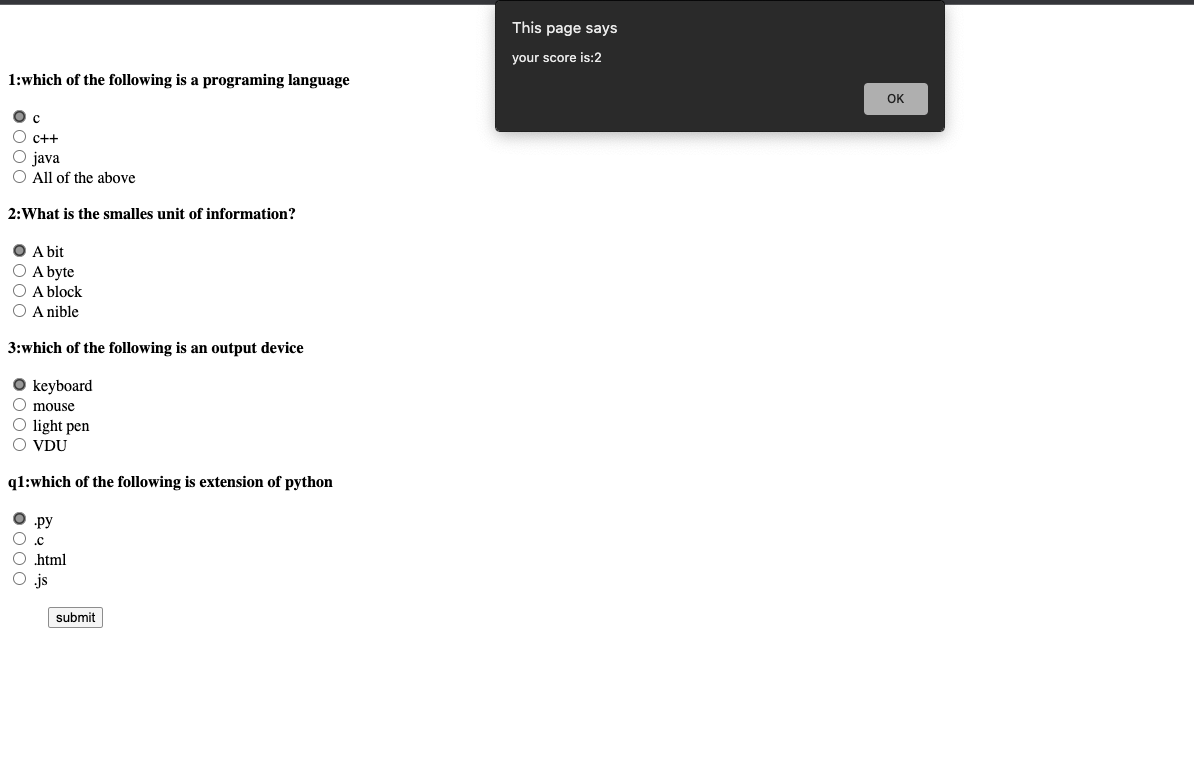 This page says
your score is:2
OK
1:which of the following is a programing language
c
c++
java
All of the above
2:What is the smalles unit of information?
A bit
A byte
A block
A nible
3:which of the following is an output device
keyboard
mouse
light pen
VDU
q1:which of the following is extension of python
.py
.c
.html
.js
submit